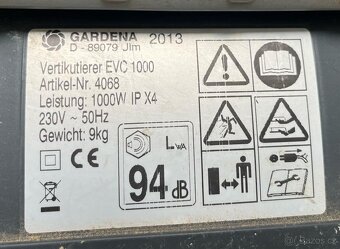 GARDENA 2013
D - 89079 Ulm
Vertikutierer EVC 1000
Artikel-Nr. 4068
Leistung: 1000W IP X4
230V ~ 50Hz
Gewicht: 9kg
LWA
94 dB